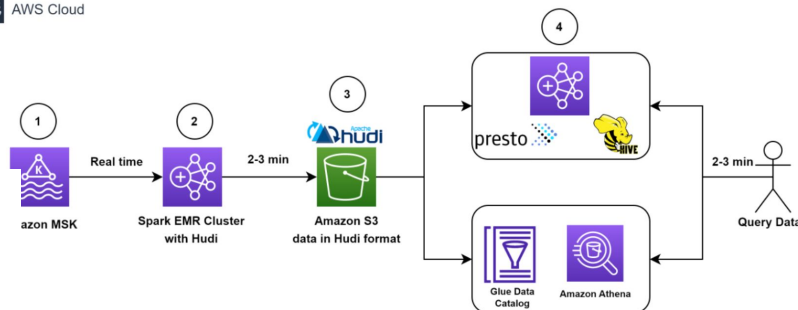 AWS Cloud
4
1
2
3
Apache
hudi
presto
HIVE
Real time
2-3 min
2-3 min
azon MSK
Spark EMR Cluster
with Hudi
Amazon S3
data in Hudi format
Query Data
Glue Data
Catalog
Amazon Athena